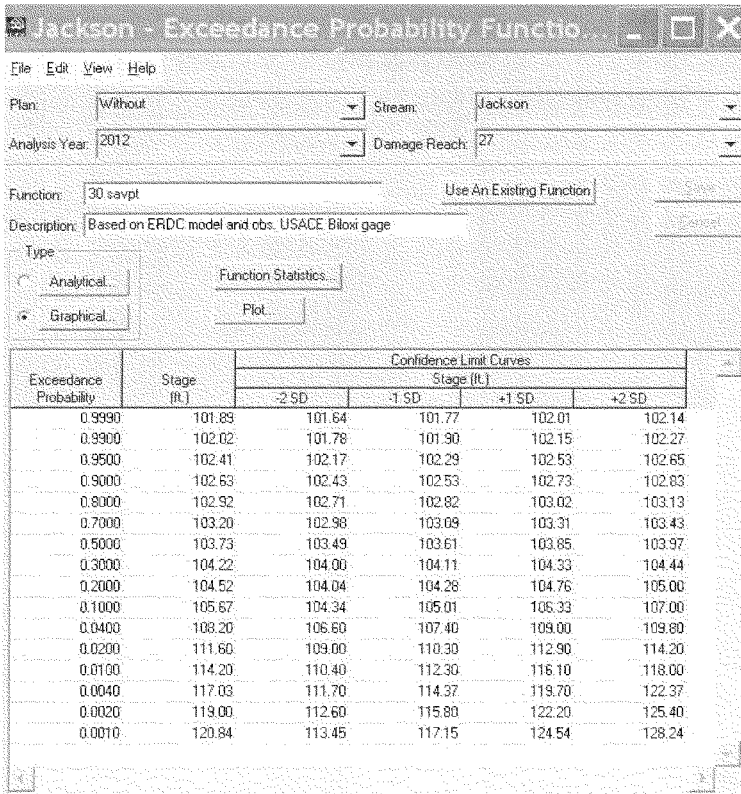 Jackson - Exceedance Probability Functio...
File Edit View Help
Plan: Without Stream: Jackson
Analysis Year: 2012 Damage Reach: 27
Function: 30 savpt Use An Existing Function
Description: Based on ERDC model and obs. USACE Biloxi gage
Type
Analytical... Function Statistics...
Graphical... Plot...
Confidence Limit Curves
Exceedance Probability Stage (ft.) Stage (ft.)
-2 SD -1 SD +1 SD +2 SD
0.9990 101.89 101.64 101.77 102.01 102.14
0.9900 102.02 101.78 101.90 102.15 102.27
0.9500 102.41 102.17 102.29 102.53 102.65
0.9000 102.63 102.43 102.53 102.73 102.83
0.8000 102.92 102.71 102.82 103.02 103.13
0.7000 103.20 102.98 103.09 103.31 103.43
0.5000 103.73 103.49 103.61 103.85 103.97
0.3000 104.22 104.00 104.11 104.33 104.44
0.2000 104.52 104.04 104.28 104.76 105.00
0.1000 105.67 104.34 105.01 106.33 107.00
0.0400 108.20 106.60 107.40 109.00 109.80
0.0200 111.60 109.00 110.30 112.90 114.20
0.0100 114.20 110.40 112.30 116.10 118.00
0.0040 117.03 111.70 114.37 119.70 122.37
0.0020 119.00 112.60 115.80 122.20 125.40
0.0010 120.84 113.45 117.15 124.54 128.24